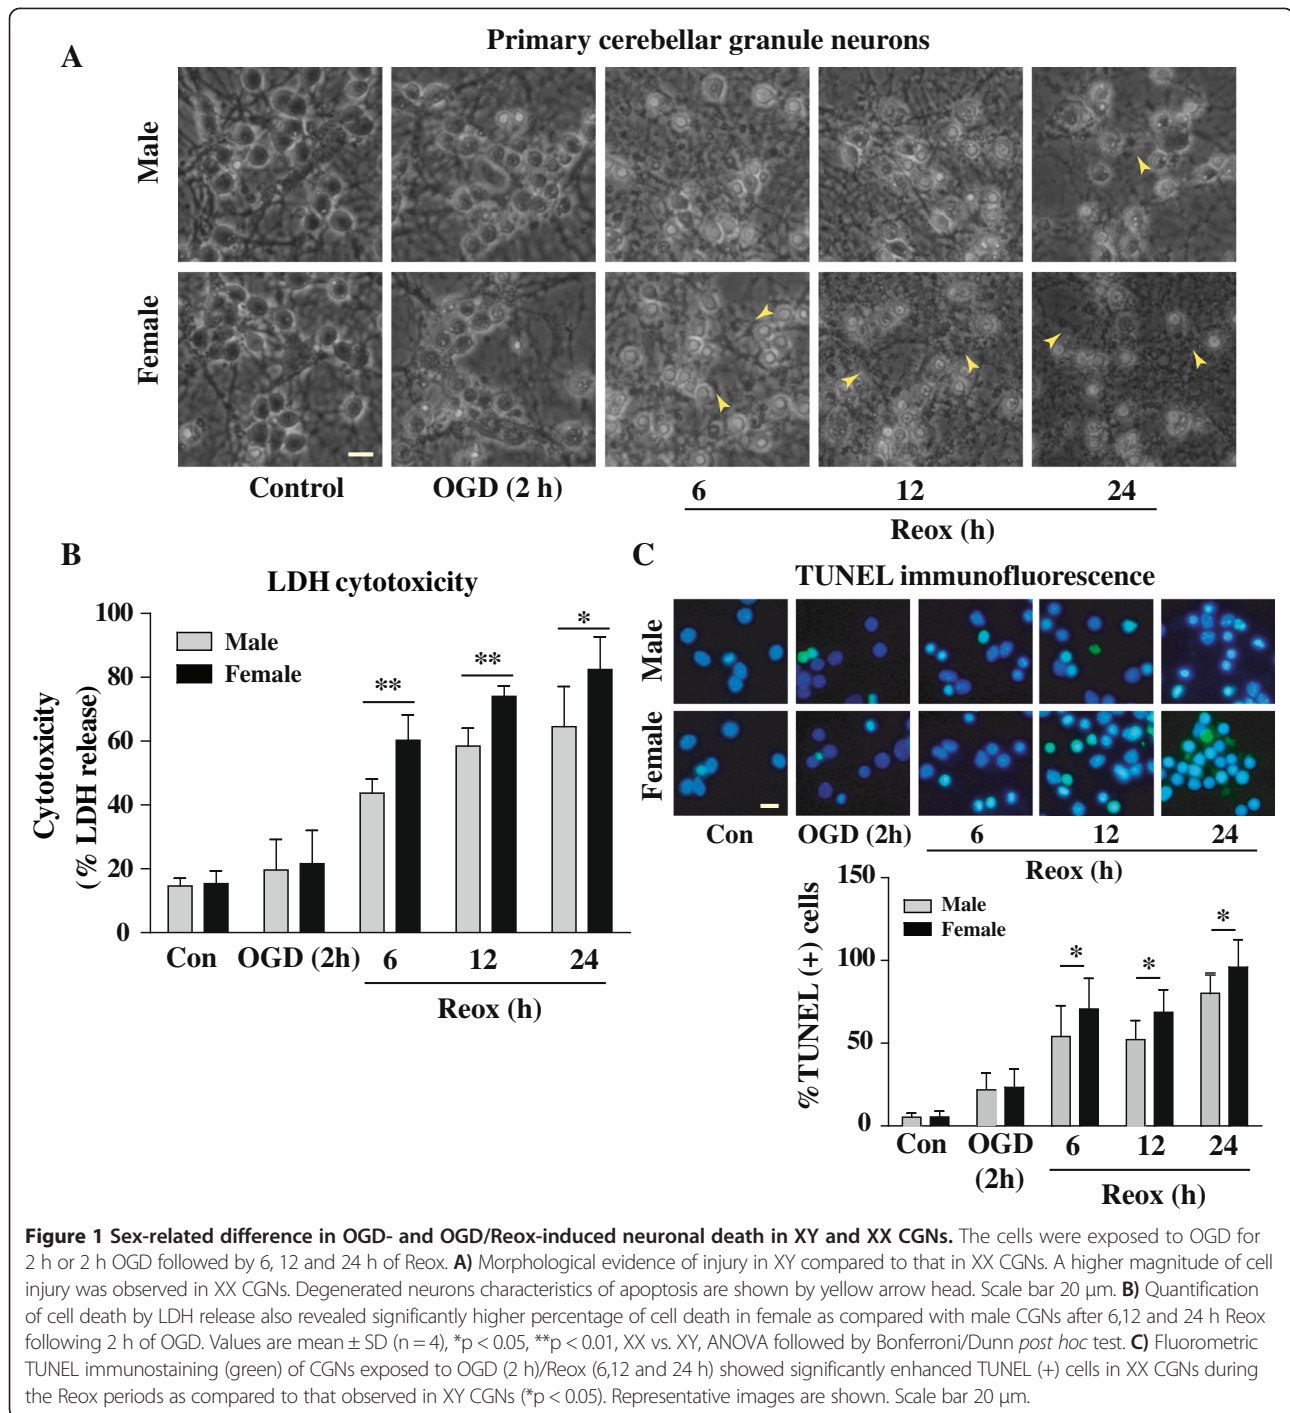 A
Primary cerebellar granule neurons
Male
Female
Control
OGD (2 h)
6
12
24
Reox (h)
B
LDH cytotoxicity
Cytotoxicity
(% LDH release)
100
80
60
40
20
0
Male
Female
**
**
*
Con
OGD (2h)
6
12
24
Reox (h)
C
TUNEL immunofluorescence
Male
Female
Con
OGD (2h)
6
12
24
Reox (h)
% TUNEL (+) cells
150
100
50
0
Male
Female
*
*
*
Con
OGD
(2h)
6
12
24
Reox (h)
Figure 1 Sex-related difference in OGD- and OGD/Reox-induced neuronal death in XY and XX CGNs. The cells were exposed to OGD for
2 h or 2 h OGD followed by 6, 12 and 24 h of Reox. A) Morphological evidence of injury in XY compared to that in XX CGNs. A higher magnitude of cell
injury was observed in XX CGNs. Degenerated neurons characteristics of apoptosis are shown by yellow arrow head. Scale bar 20 μm. B) Quantification
of cell death by LDH release also revealed significantly higher percentage of cell death in female as compared with male CGNs after 6,12 and 24 h Reox
following 2 h of OGD. Values are mean ± SD (n = 4), *p < 0.05, **p < 0.01, XX vs. XY, ANOVA followed by Bonferroni/Dunn post hoc test. C) Fluorometric
TUNEL immunostaining (green) of CGNs exposed to OGD (2 h)/Reox (6,12 and 24 h) showed significantly enhanced TUNEL (+) cells in XX CGNs during
the Reox periods as compared to that observed in XY CGNs (*p < 0.05). Representative images are shown. Scale bar 20 μm.